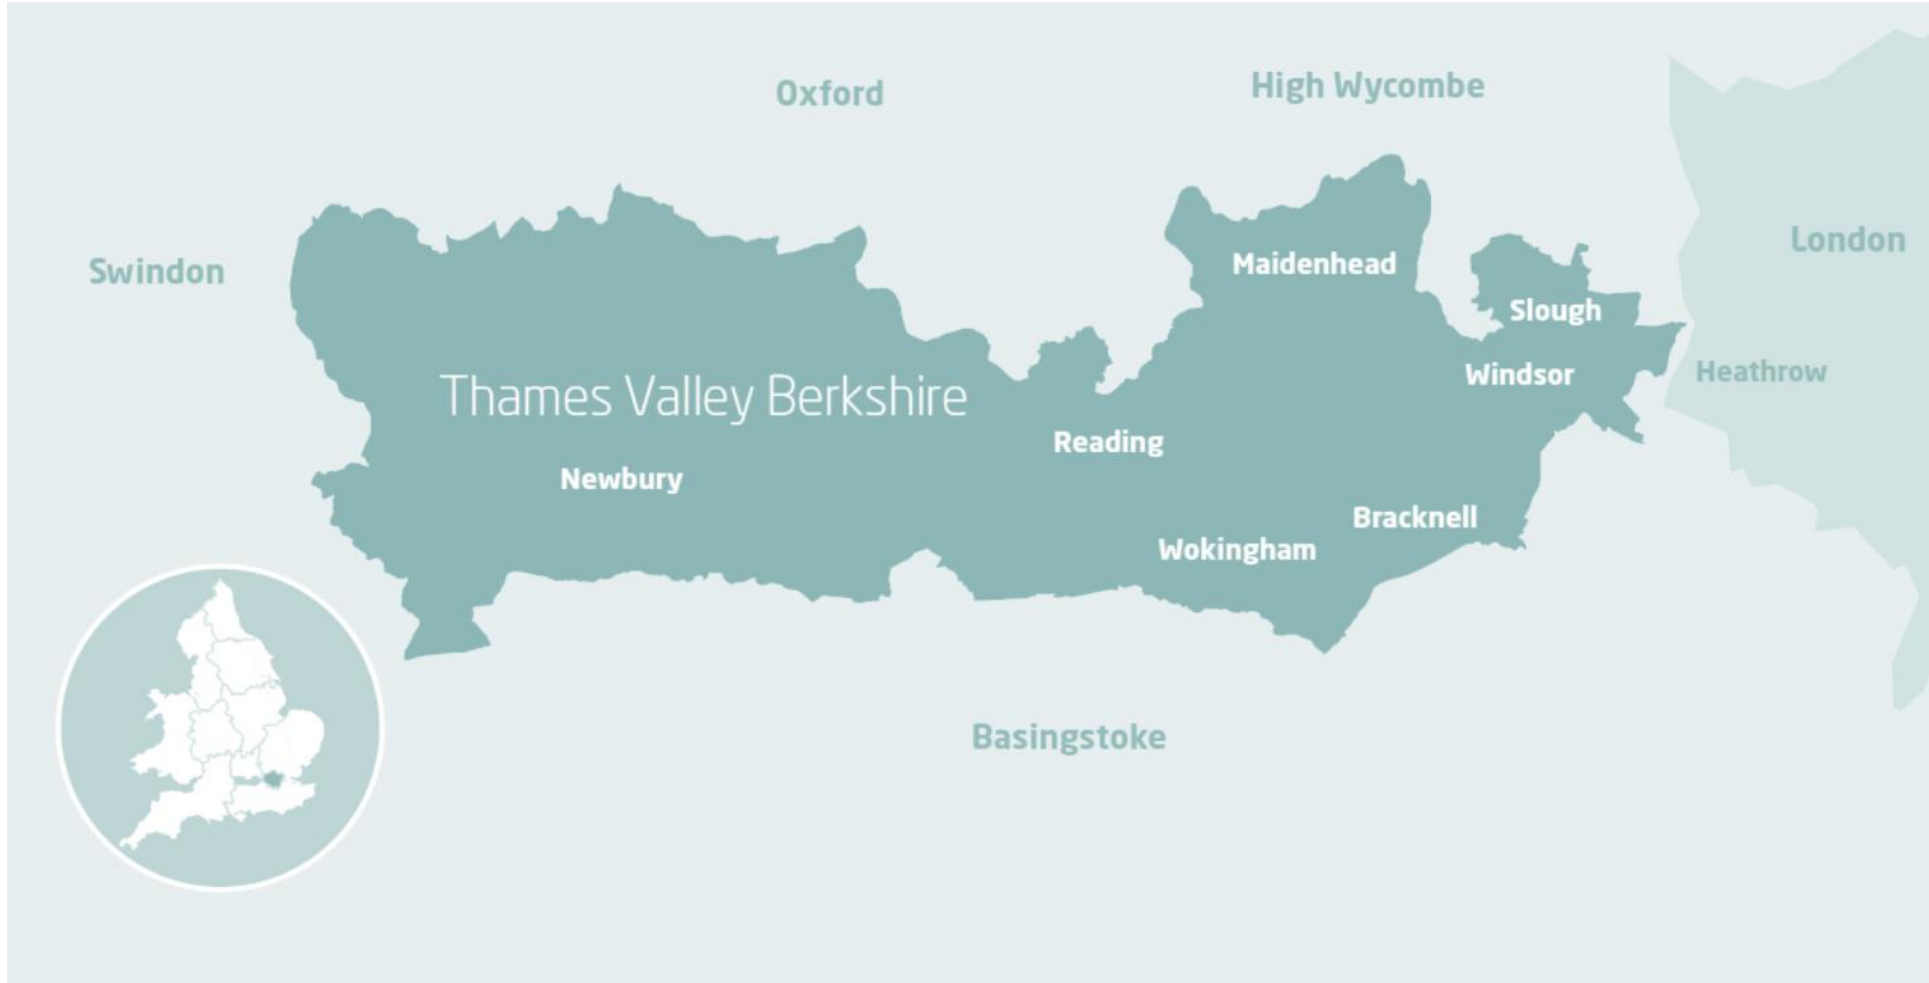 Oxford
High Wycombe
London
Swindon
Maidenhead
Slough
Heathrow
Windsor
Thames Valley Berkshire
Reading
Newbury
Bracknell
Wokingham
Basingstoke